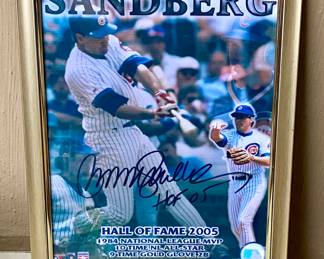 SANDBERG
HOF 05
HALL OF FAME 2005
1984 NATIONAL LEAGUE MVP
10 TIME NL ALL-STAR
9 TIME GOLD GLOVE/2B